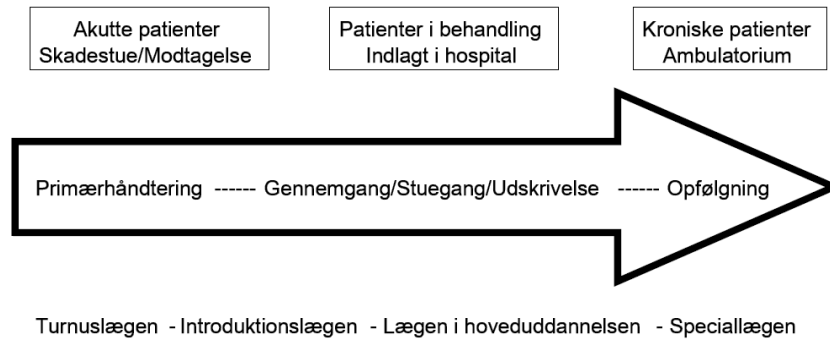 Akutte patienter
Skadestue/Modtagelse
Patienter i behandling
Indlagt i hospital
Kroniske patienter
Ambulatorium
Primærhåndtering ------ Gennemgang/Stuegang/Udskrivelse ------ Opfølgning
Turnuslægen - Introduktionslægen - Lægen i hoveduddannelsen - Speciallægen